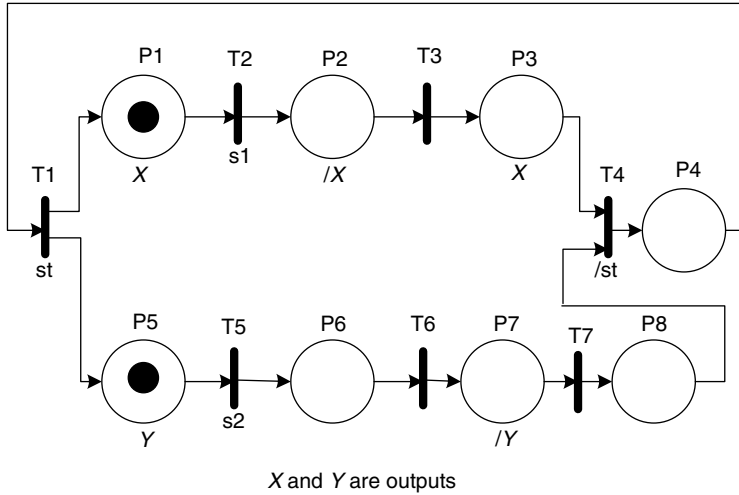 P1 T2 P2 T3 P3
T1 X s1 /X X T4 P4
st /st
P5 T5 P6 T6 P7 T7 P8
Y s2 /Y
X and Y are outputs